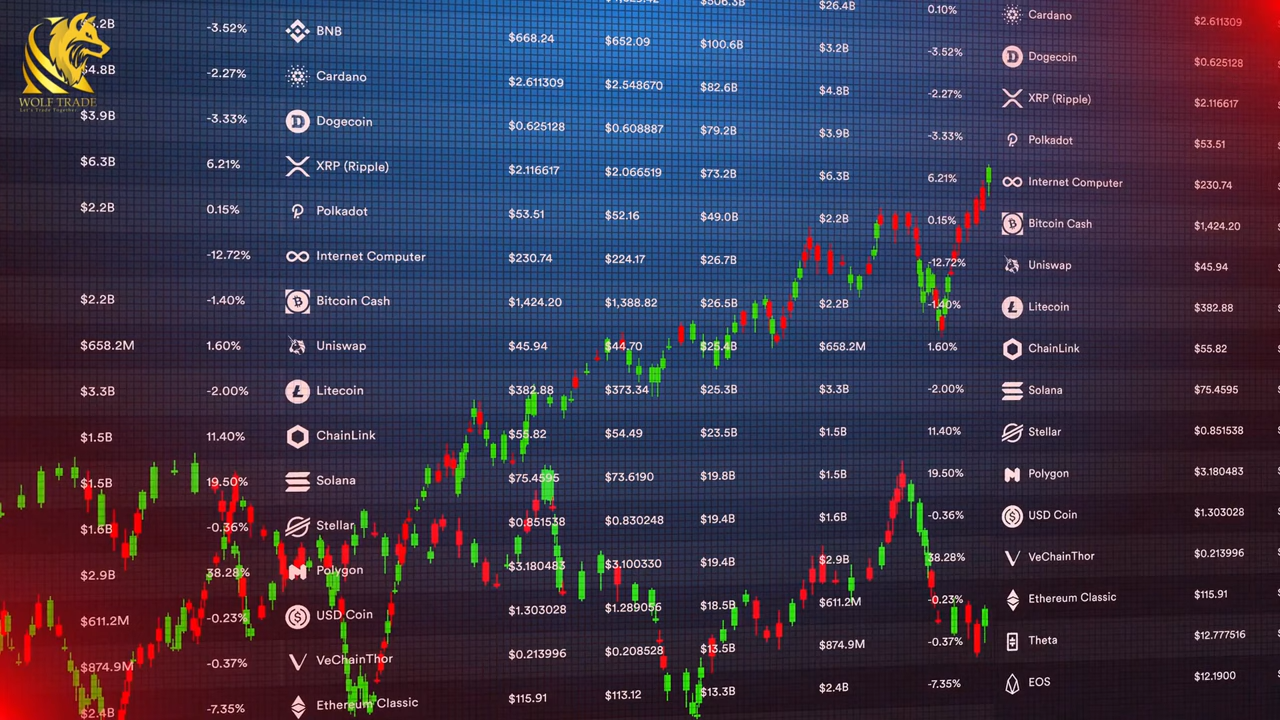 WOLF TRADE
Let's Trade Together
$26.4B 0.10% Cardano $2.611309
-3.52% BNB $668.24 $652.09 $100.6B $3.2B -3.52% Dogecoin $0.625128
$4.8B -2.27% Cardano $2.611309 $2.548670 $82.6B $4.8B -2.27% XRP (Ripple) $2.116617
$3.9B -3.33% Dogecoin $0.625128 $0.608887 $79.2B $3.9B -3.33% Polkadot $53.51
$6.3B 6.21% XRP (Ripple) $2.116617 $2.066519 $73.2B $6.3B 6.21% Internet Computer $230.74
$2.2B 0.15% Polkadot $53.51 $52.16 $49.0B $2.2B 0.15% Bitcoin Cash $1,424.20
-12.72% Internet Computer $230.74 $224.17 $26.7B -12.72% Uniswap $45.94
$2.2B -1.40% Bitcoin Cash $1,424.20 $1,388.82 $26.5B $2.2B -1.40% Litecoin $382.88
$658.2M 1.60% Uniswap $45.94 $44.70 $25.4B $658.2M 1.60% ChainLink $55.82
$3.3B -2.00% Litecoin $382.88 $373.34 $25.3B $3.3B -2.00% Solana $75.4595
$1.5B 11.40% ChainLink $55.82 $54.49 $23.5B $1.5B 11.40% Stellar $0.851538
$1.5B 19.50% Solana $75.4595 $73.6190 $19.8B $1.5B 19.50% Polygon $3.180483
$1.6B -0.36% Stellar $0.851538 $0.830248 $19.4B $1.6B -0.36% USD Coin $1.303028
$2.9B 38.28% Polygon $3.180483 $3.100330 $19.4B $2.9B 38.28% VeChainThor $0.213996
$611.2M -0.23% USD Coin $1.303028 $1.289056 $18.5B $611.2M -0.23% Ethereum Classic $115.91
$874.9M -0.37% VeChainThor $0.213996 $0.208528 $13.5B $874.9M -0.37% Theta $12.777516
$2.4B -7.35% Ethereum Classic $115.91 $113.12 $13.3B $2.4B -7.35% EOS $12.1900